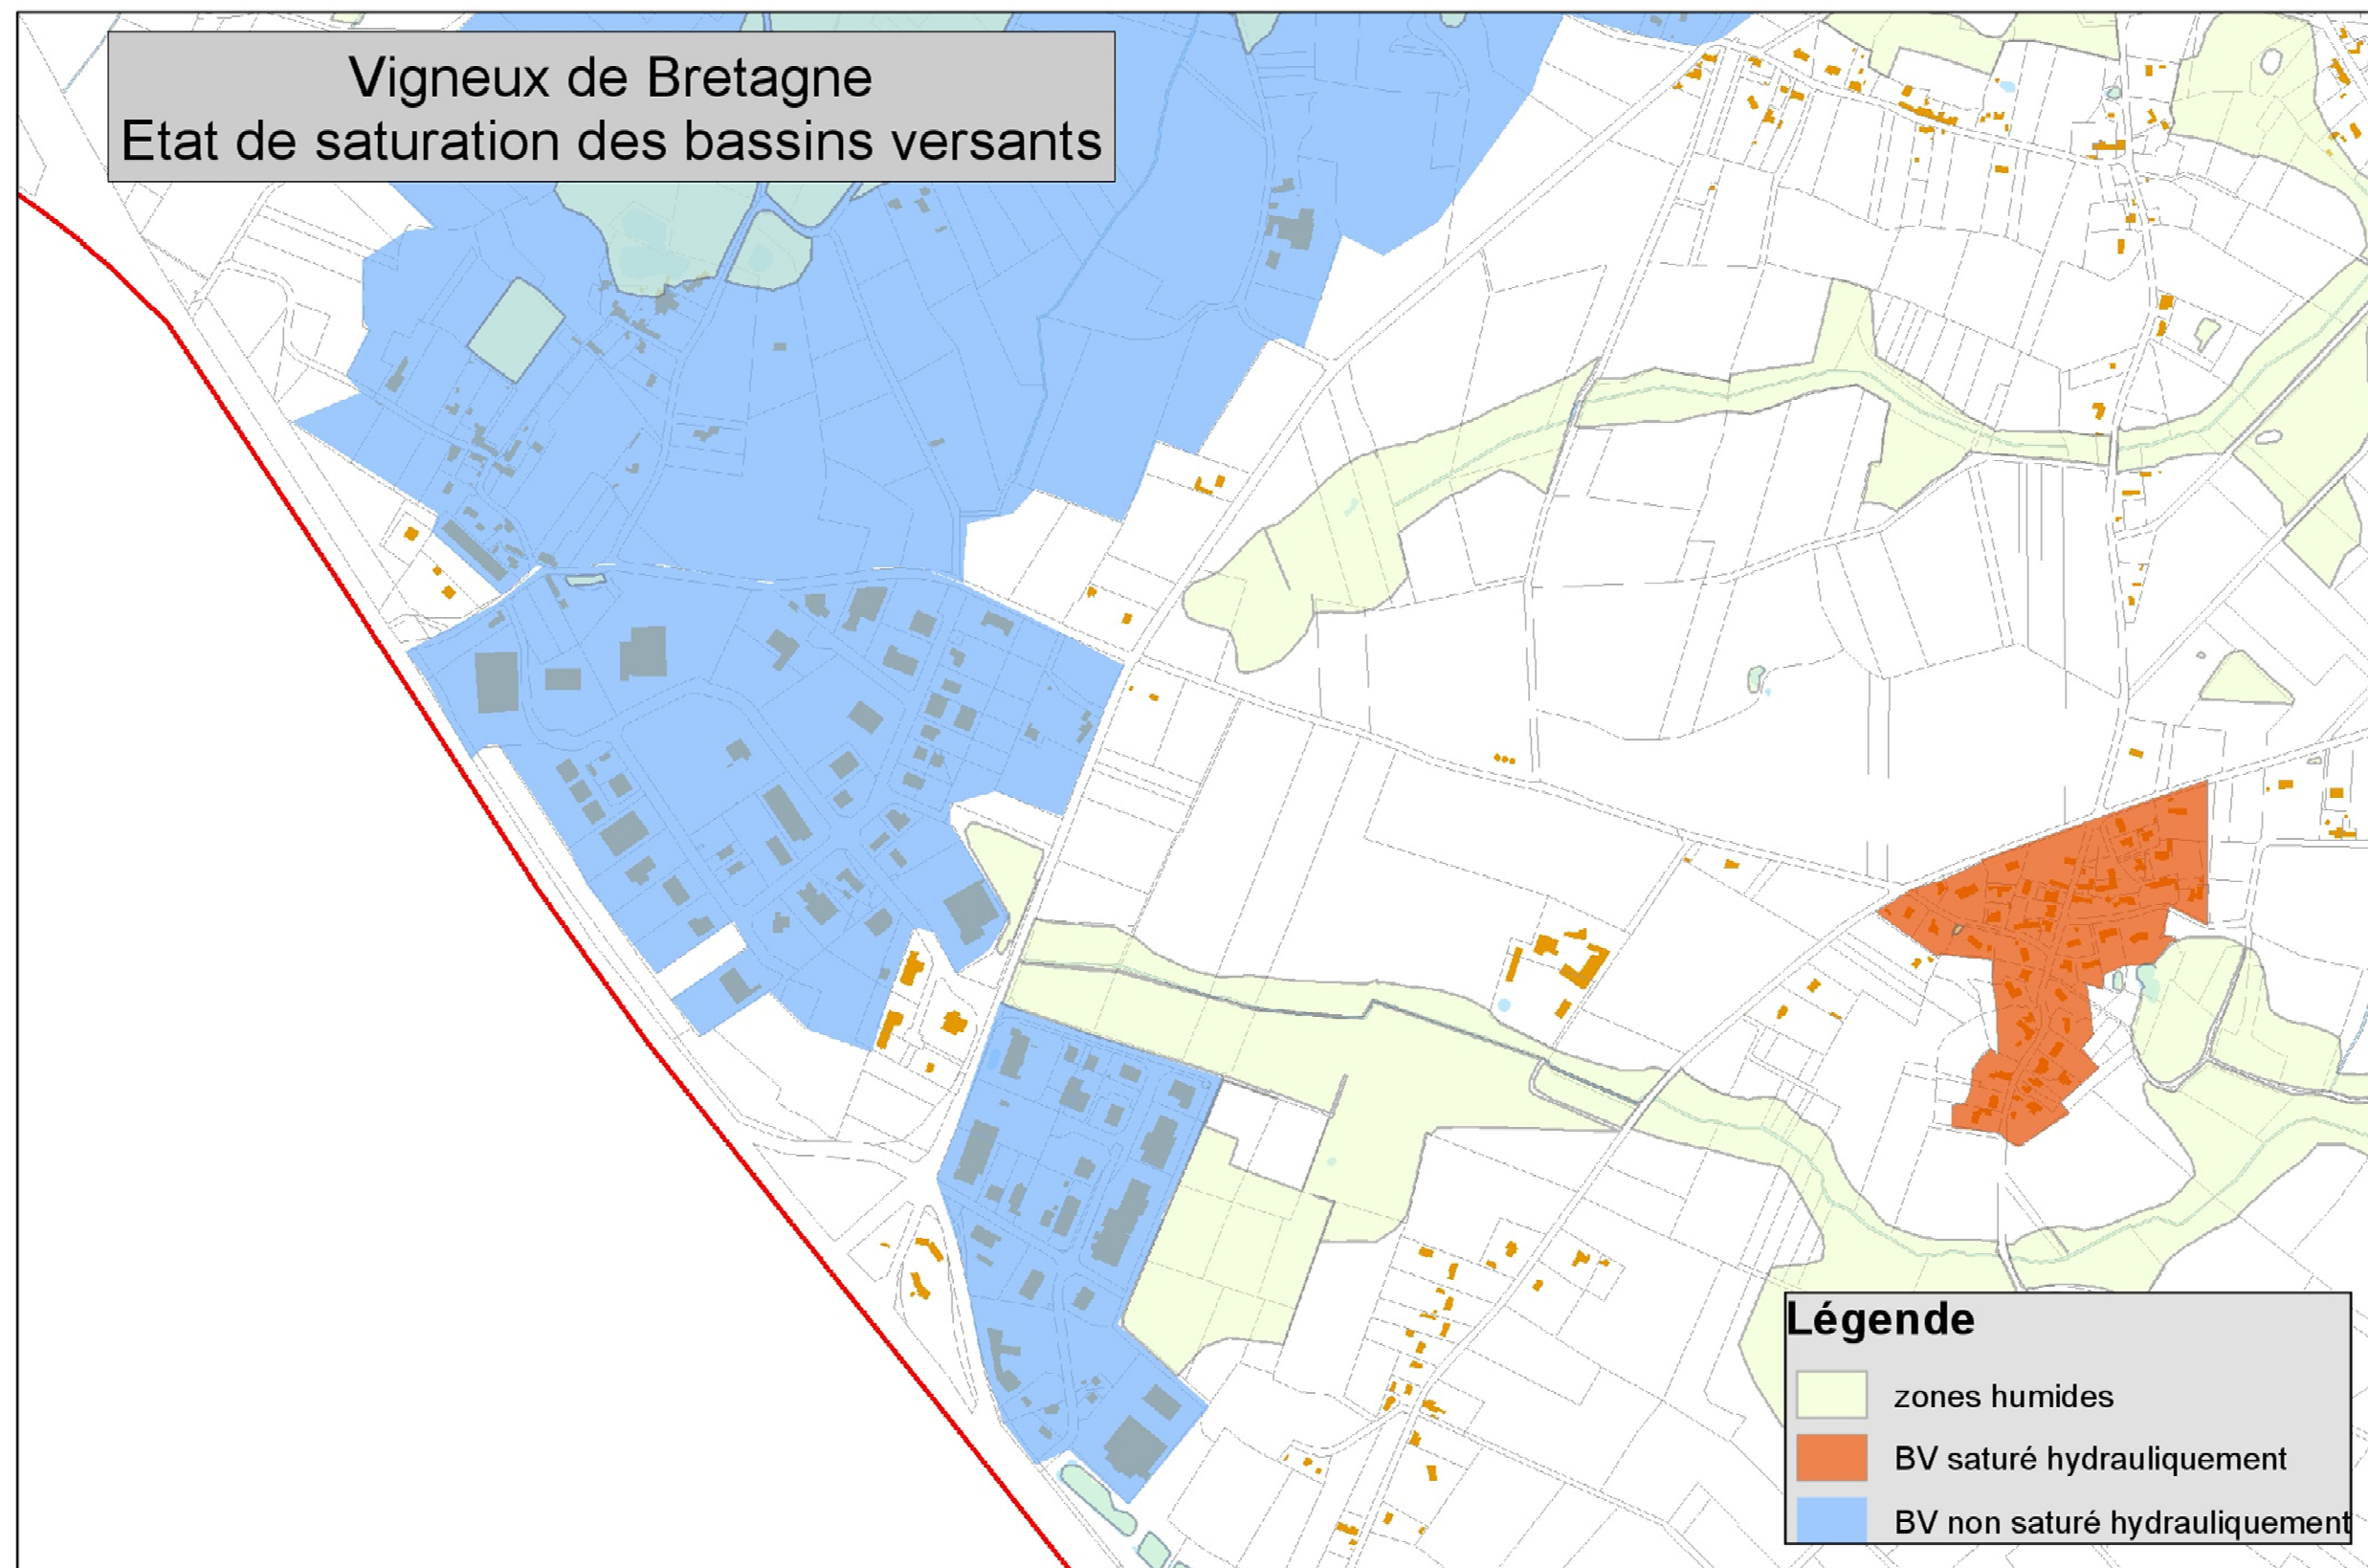 Vigneux de Bretagne
Etat de saturation des bassins versants
Légende
zones humides
BV saturé hydrauliquement
BV non saturé hydrauliquement